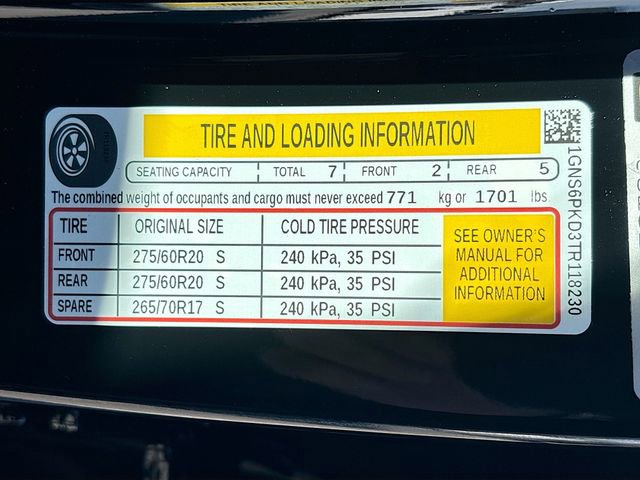 TIRE AND LOADING INFORMATION
SEATING CAPACITY TOTAL 7 FRONT 2 REAR 5
The combined weight of occupants and cargo must never exceed 771 kg or 1701 lbs
TIRE ORIGINAL SIZE COLD TIRE PRESSURE
FRONT 275/60R20 S 240 kPa, 35 PSI
REAR 275/60R20 S 240 kPa, 35 PSI
SPARE 265/70R17 S 240 kPa, 35 PSI
SEE OWNER'S
MANUAL FOR
ADDITIONAL
INFORMATION
1GNS6PKD3TR118230